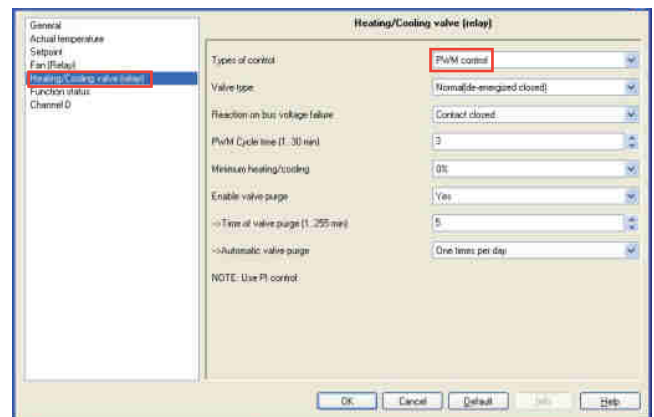 Heating/Cooling valve (relay)
General
Actual temperature
Setpoint
Fan (Relay)
Heating/Cooling valve (relay)
Function status
Channel D
Types of control PWM control
Valve type Normal(de-energized closed)
Reaction on bus voltage failure Contact closed
PWM Cycle time (1..30 min) 3
Minimum heating/cooling 0%
Enable valve purge Yes
->Time of valve purge (1..255 min) 5
->Automatic valve purge One times per day
NOTE: Use PI control
OK Cancel Default Info Help